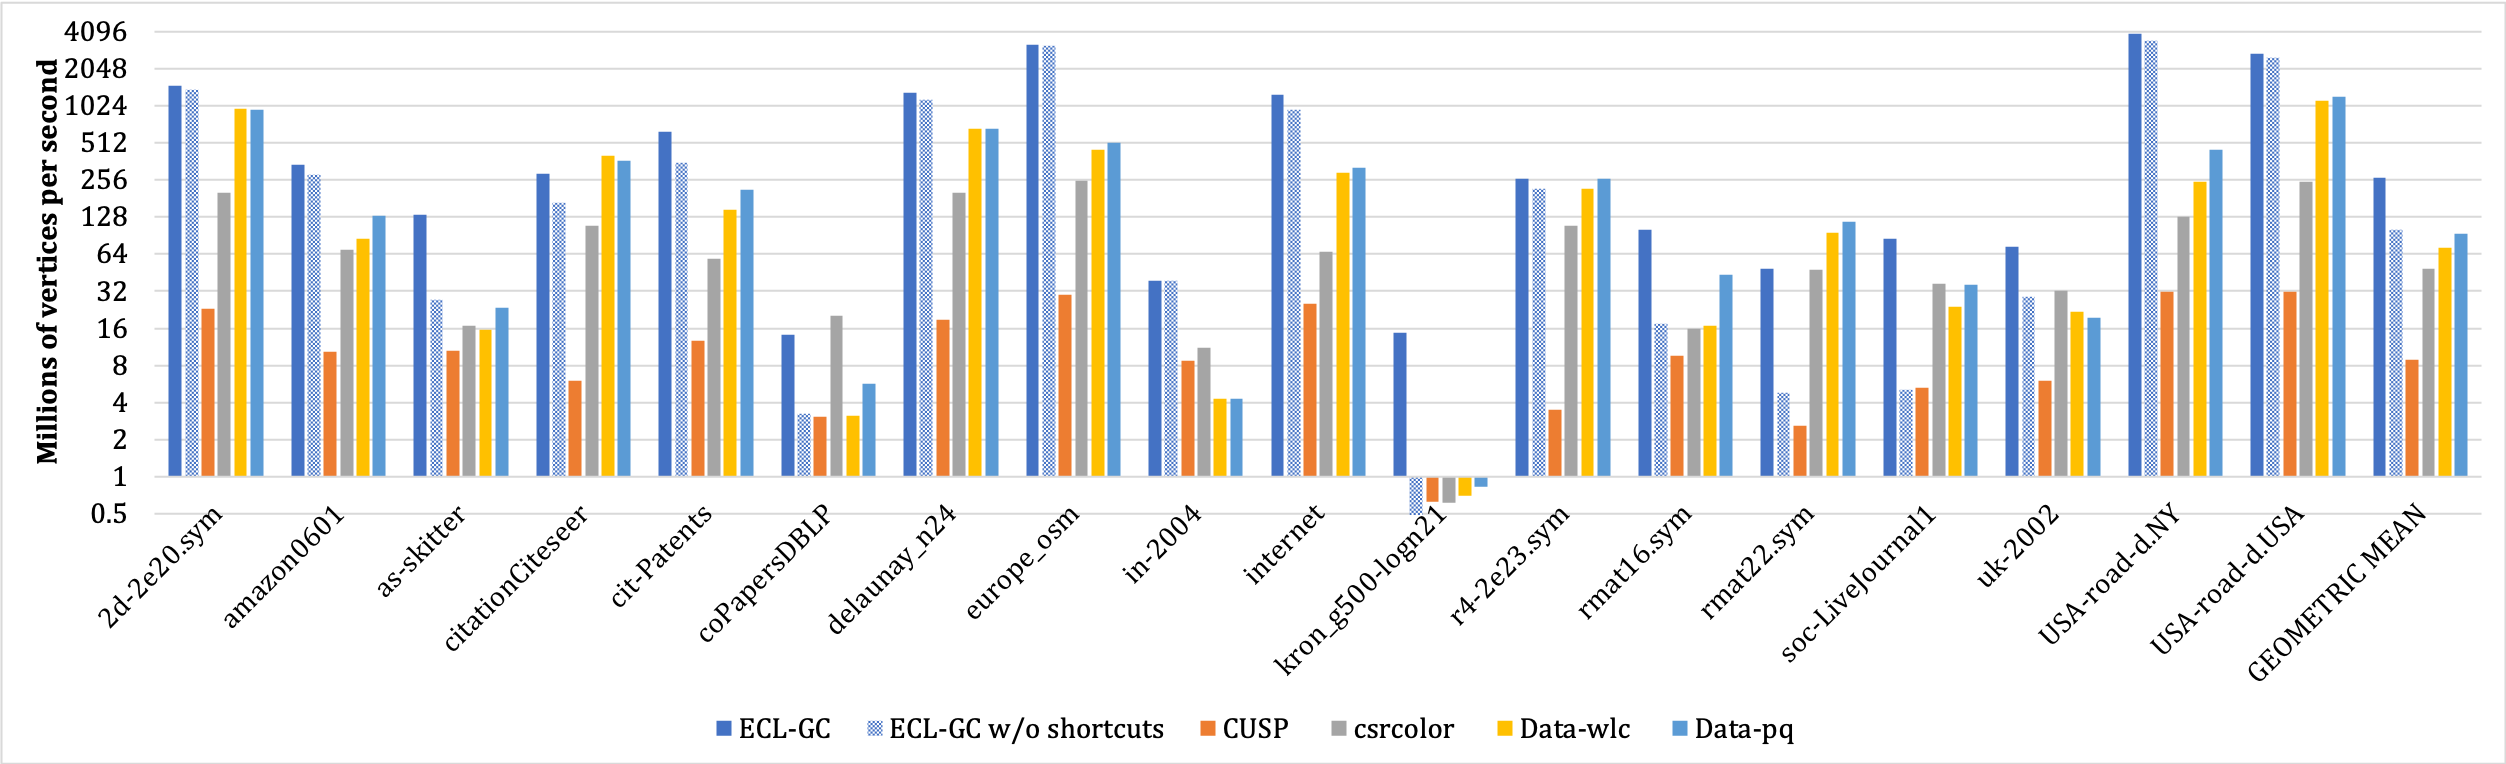 Millions of vertices per second
4096
2048
1024
512
256
128
64
32
16
8
4
2
1
0.5
2d-2e20.sym
amazon0601
as-skitter
citationCiteseer
cit-Patents
coPapersDBLP
delaunay_n24
europe_osm
in-2004
internet
kron_g500-logn21
r4-2e23.sym
rmat16.sym
rmat22.sym
soc-LiveJournal1
uk-2002
USA-road-d.NY
USA-road-d.USA
GEOMETRIC MEAN
ECL-GC ECL-GC w/o shortcuts CUSP csrcolor Data-wlc Data-pq